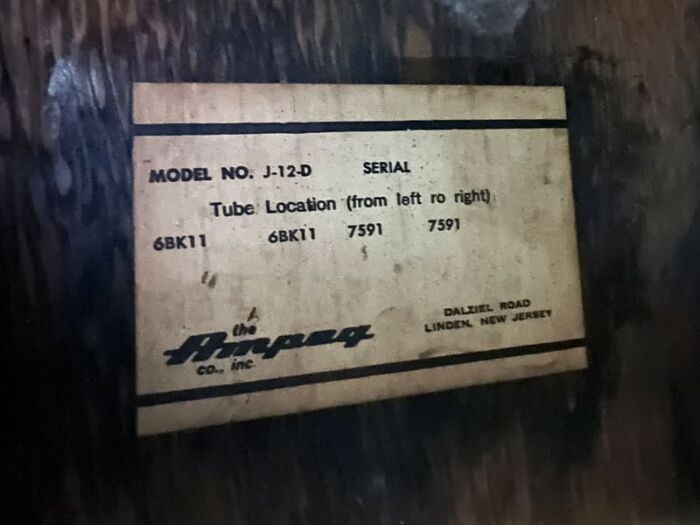 MODEL NO. J-12-D SERIAL
Tube Location (from left ro right)
6BK11 6BK11 7591 7591
the
Ampeg
co., inc.
DALZIEL ROAD
LINDEN, NEW JERSEY